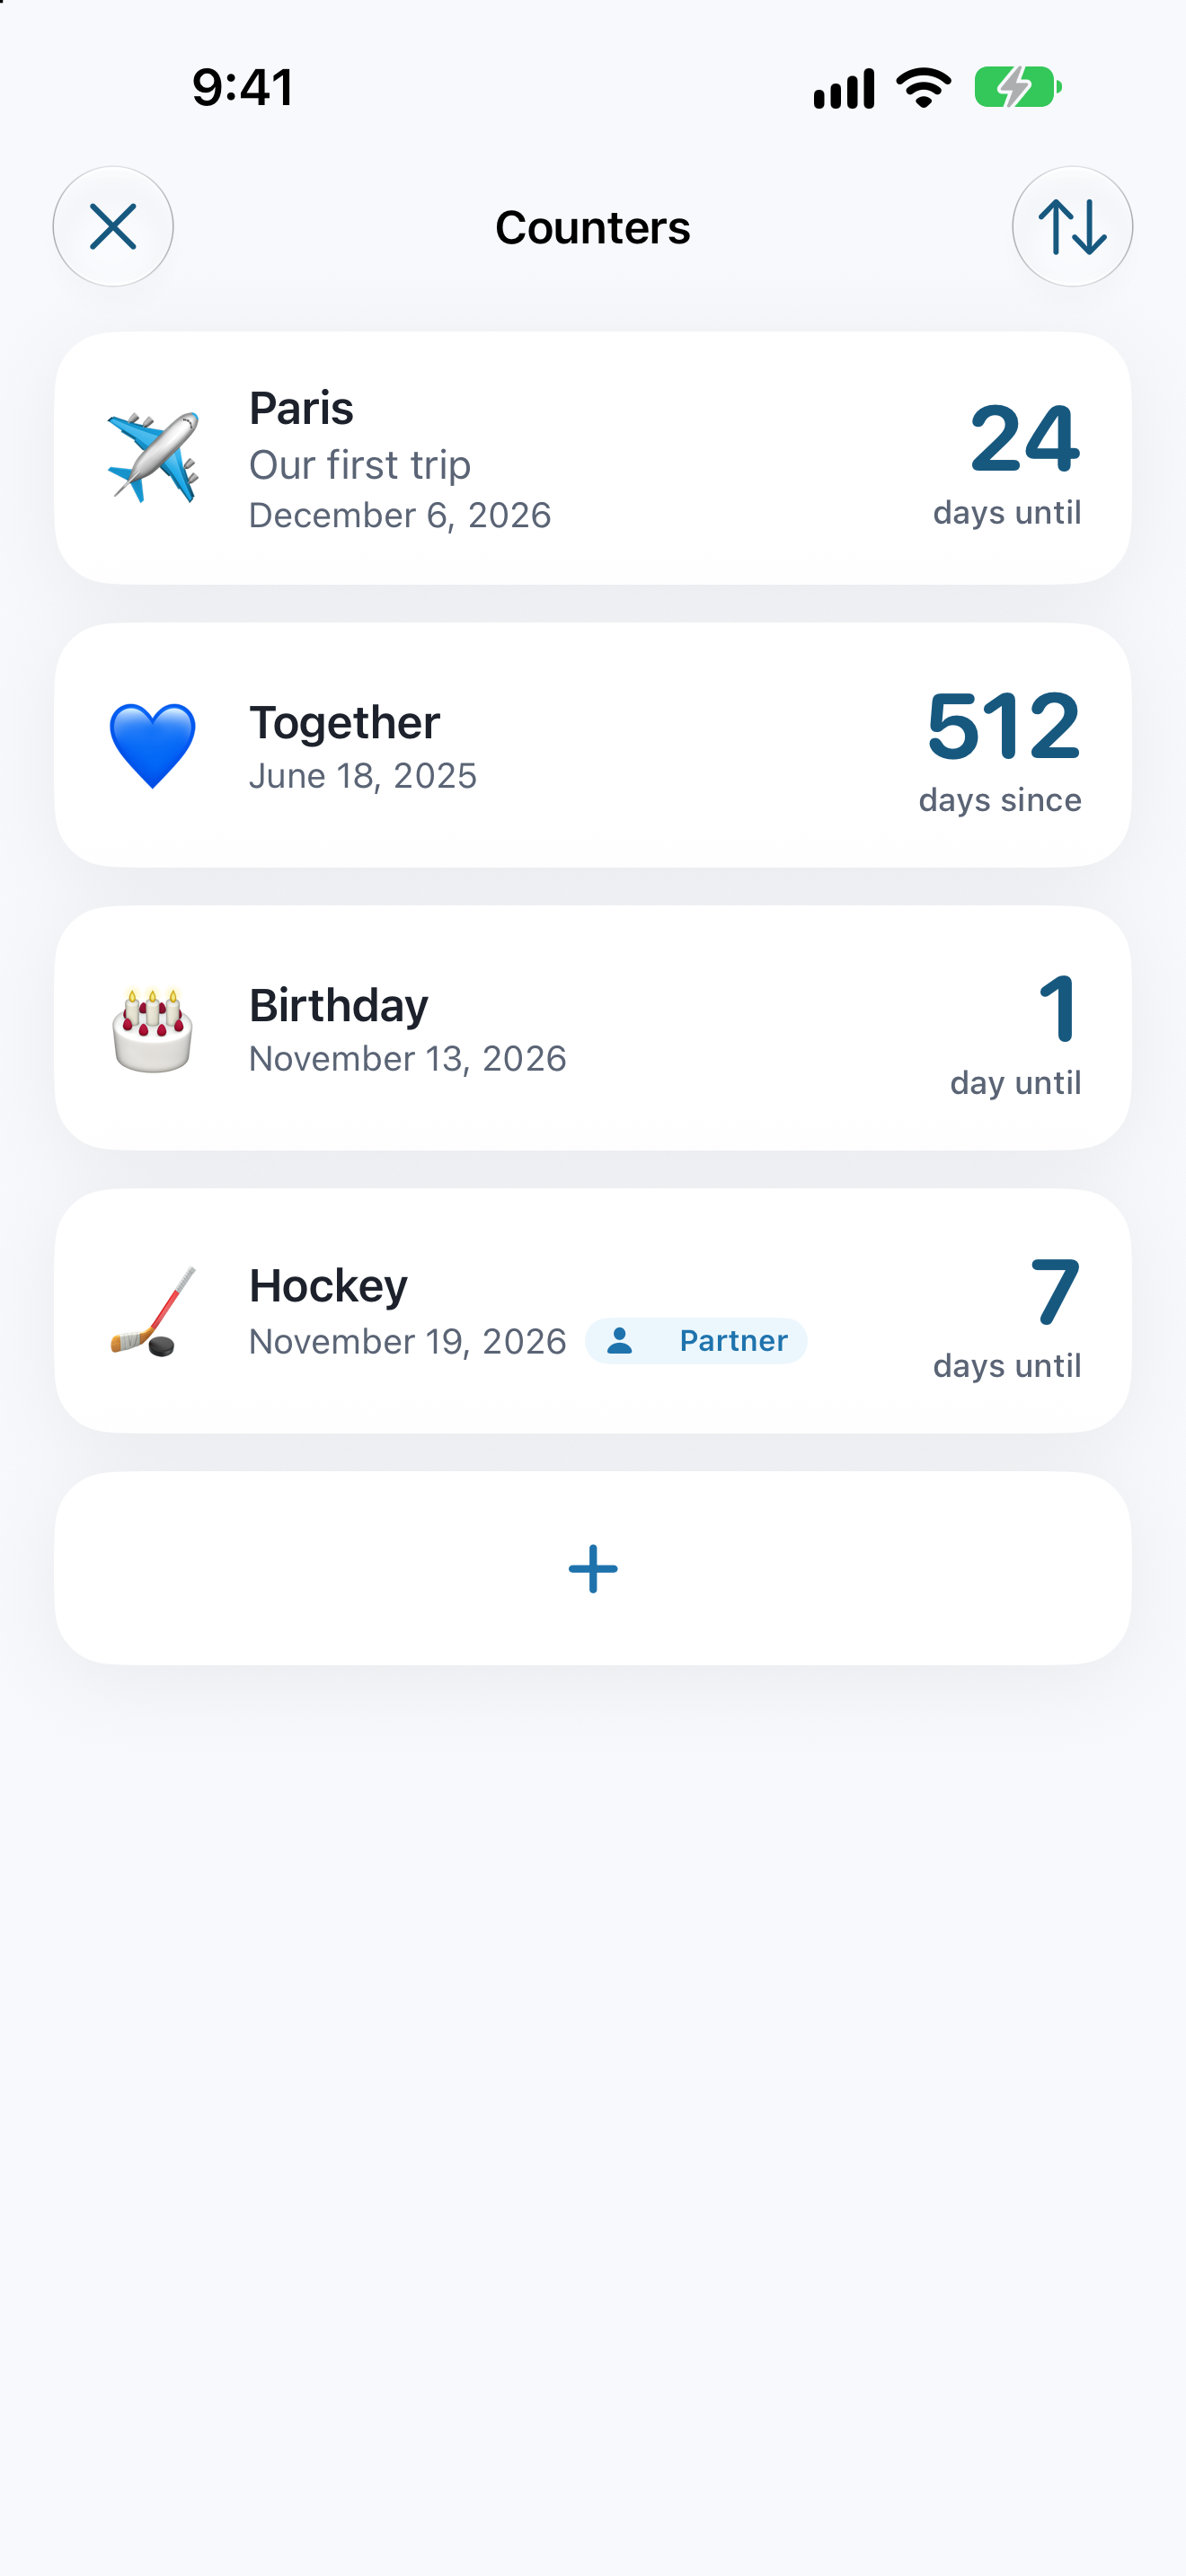 9:41
Counters
Paris
Our first trip
December 6, 2026
24
days until
Together
June 18, 2025
512
days since
Birthday
November 13, 2026
1
day until
Hockey
November 19, 2026 Partner
7
days until